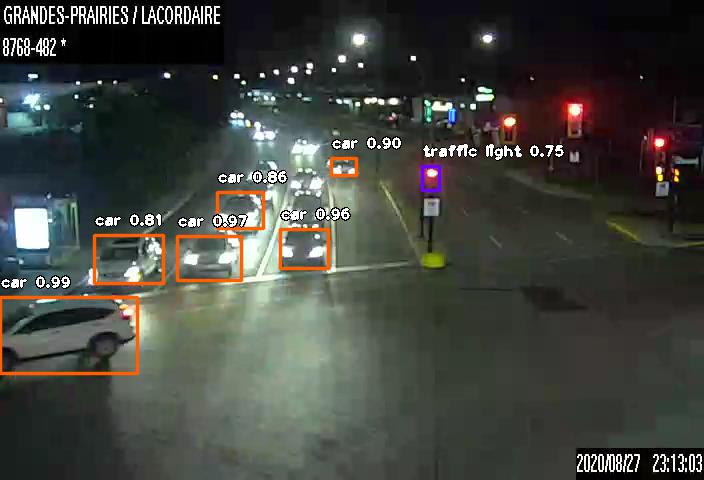 GRANDES-PRAIRIES / LACORDAIRE
8768-482 *
car 0.90
traffic light 0.75
car 0.86
car 0.81
car 0.97
car 0.96
car 0.99
2020/08/27 23:13:03